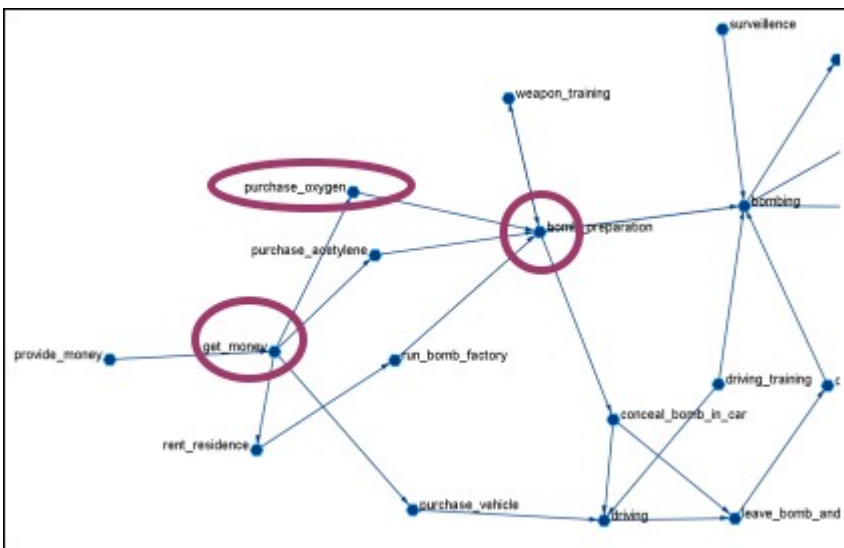 surveillence
weapon_training
purchase_oxygen
bombing
bomb_preparation
purchase_acetylene
get_money
provide_money
run_bomb_factory
driving_training
conceal_bomb_in_car
rent_residence
purchase_vehicle
driving
leave_bomb_and